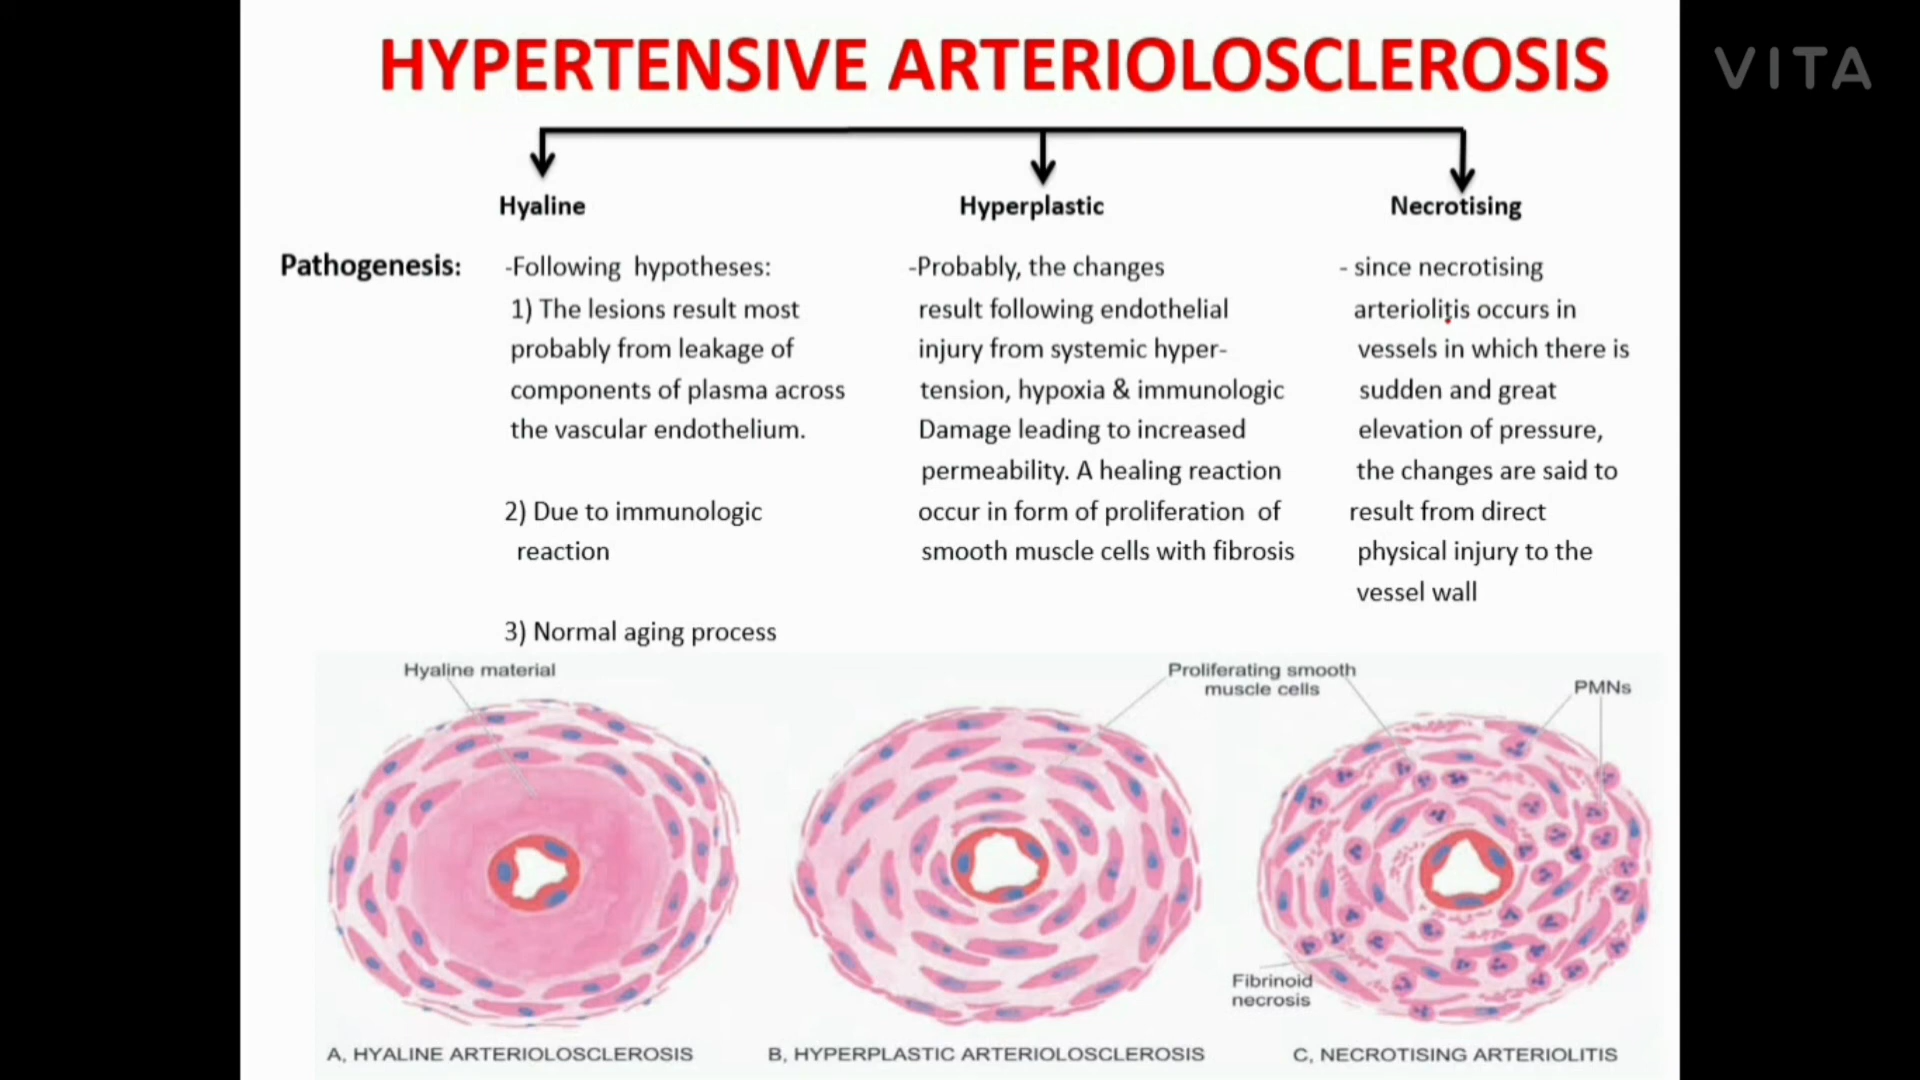 HYPERTENSIVE ARTERIOLOSCLEROSIS
VITA
Hyaline
Hyperplastic
Necrotising
Pathogenesis:
-Following hypotheses:
1) The lesions result most
probably from leakage of
components of plasma across
the vascular endothelium.
2) Due to immunologic
reaction
3) Normal aging process
-Probably, the changes
result following endothelial
injury from systemic hyper-
tension, hypoxia & immunologic
Damage leading to increased
permeability. A healing reaction
occur in form of proliferation of
smooth muscle cells with fibrosis
- since necrotising
arteriolitis occurs in
vessels in which there is
sudden and great
elevation of pressure,
the changes are said to
result from direct
physical injury to the
vessel wall
Hyaline material
Proliferating smooth
muscle cells
PMNs
Fibrinoid
necrosis
A, HYALINE ARTERIOLOSCLEROSIS
B, HYPERPLASTIC ARTERIOLOSCLEROSIS
C, NECROTISING ARTERIOLITIS